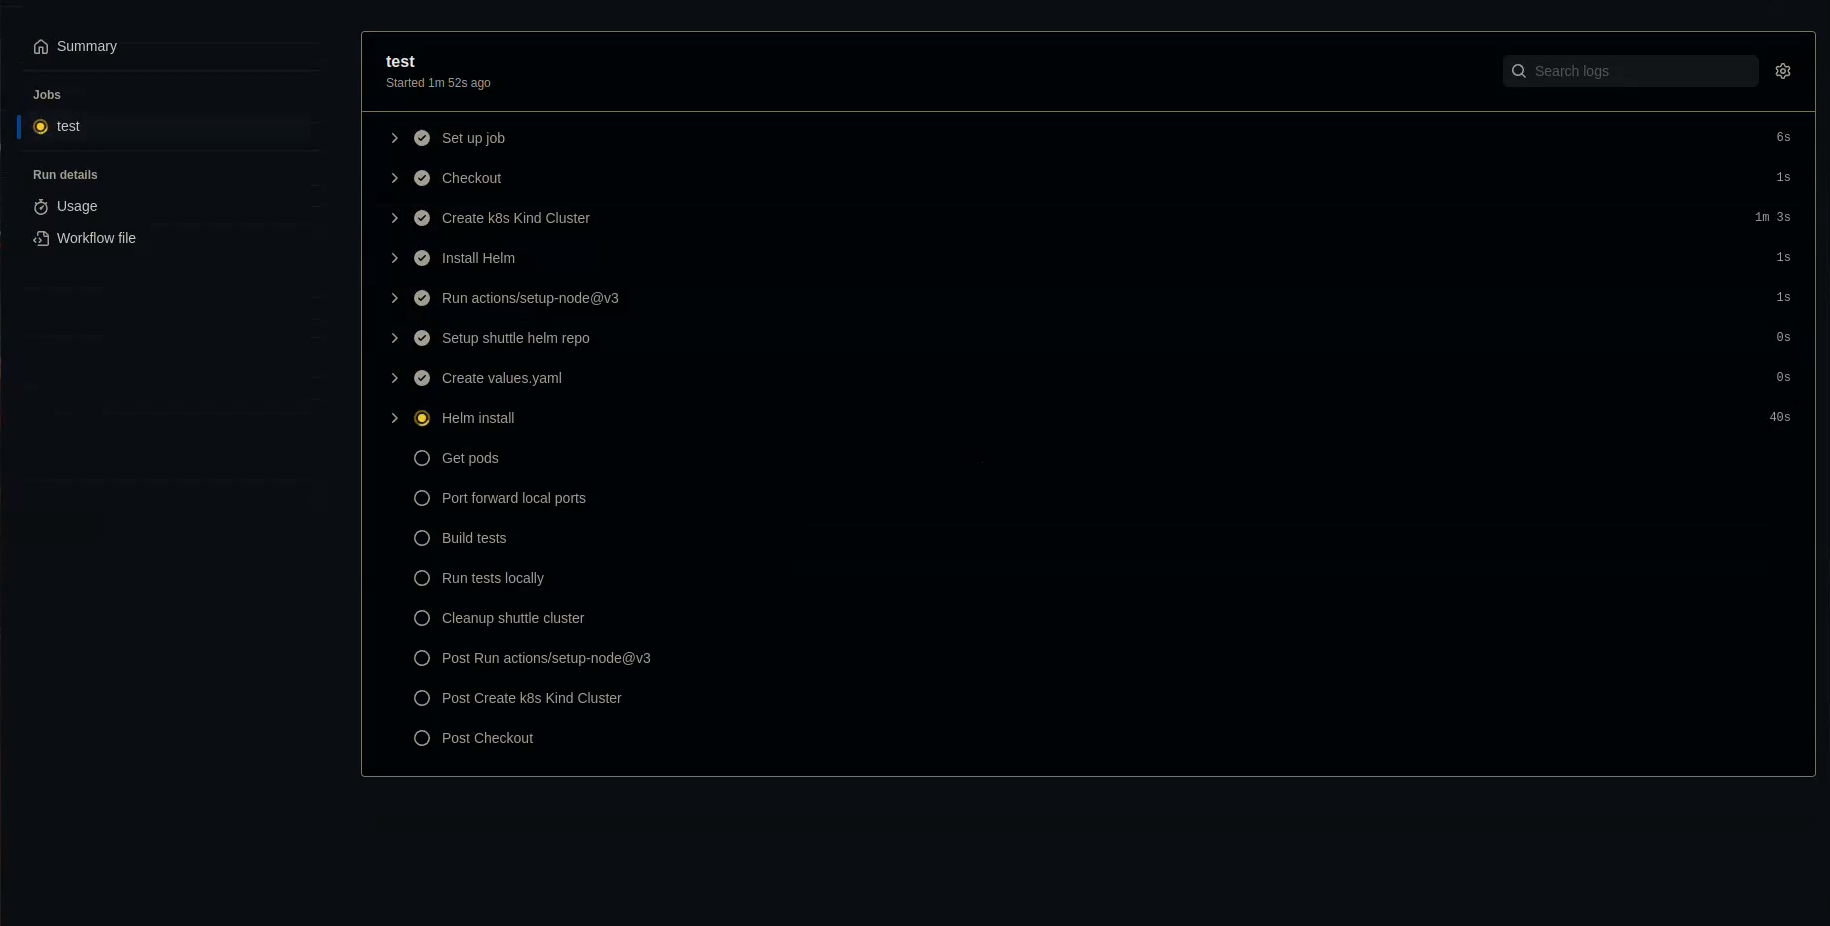 Summary
Jobs
test
Run details
Usage
Workflow file
test
Started 1m 52s ago
Search logs
Set up job 6s
Checkout 1s
Create k8s Kind Cluster 1m 3s
Install Helm 1s
Run actions/setup-node@v3 1s
Setup shuttle helm repo 0s
Create values.yaml 0s
Helm install 40s
Get pods
Port forward local ports
Build tests
Run tests locally
Cleanup shuttle cluster
Post Run actions/setup-node@v3
Post Create k8s Kind Cluster
Post Checkout